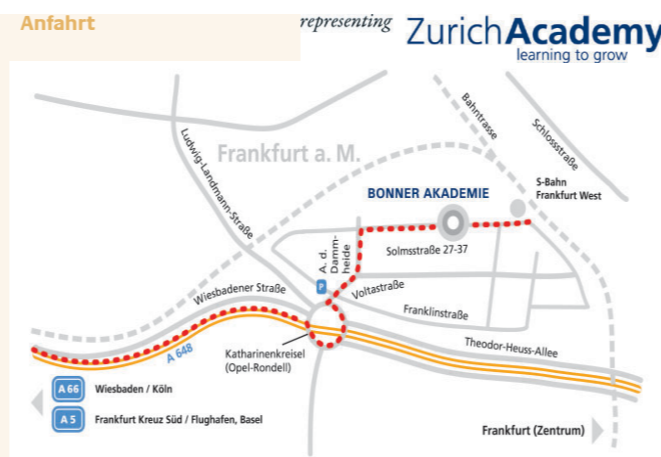 Anfahrt
representing
ZurichAcademy
learning to grow
Bahntrasse
Schlossstraße
Ludwig-Landmann-Straße
Frankfurt a. M.
S-Bahn
Frankfurt West
BONNER AKADEMIE
A. d.
Damm-
heide
Solmsstraße 27-37
P
Voltastraße
Wiesbadener Straße
Franklinstraße
A 648
Katharinenkreisel
(Opel-Rondell)
Theodor-Heuss-Allee
A 66
Wiesbaden / Köln
A 5
Frankfurt Kreuz Süd / Flughafen, Basel
Frankfurt (Zentrum)